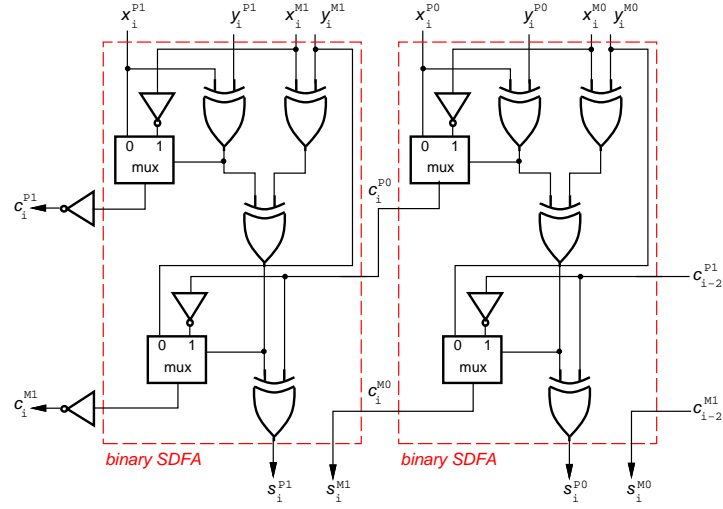 x_i^P1 y_i^P1 x_i^M1 y_i^M1 x_i^P0 y_i^P0 x_i^M0 y_i^M0
0 1 0 1
mux mux
c_i^P1 c_i^P0
c_{i-2}^P1
0 1 0 1
mux mux
c_i^M1 c_i^M0 c_{i-2}^M1
binary SDFA binary SDFA
s_i^P1 s_i^M1 s_i^P0 s_i^M0